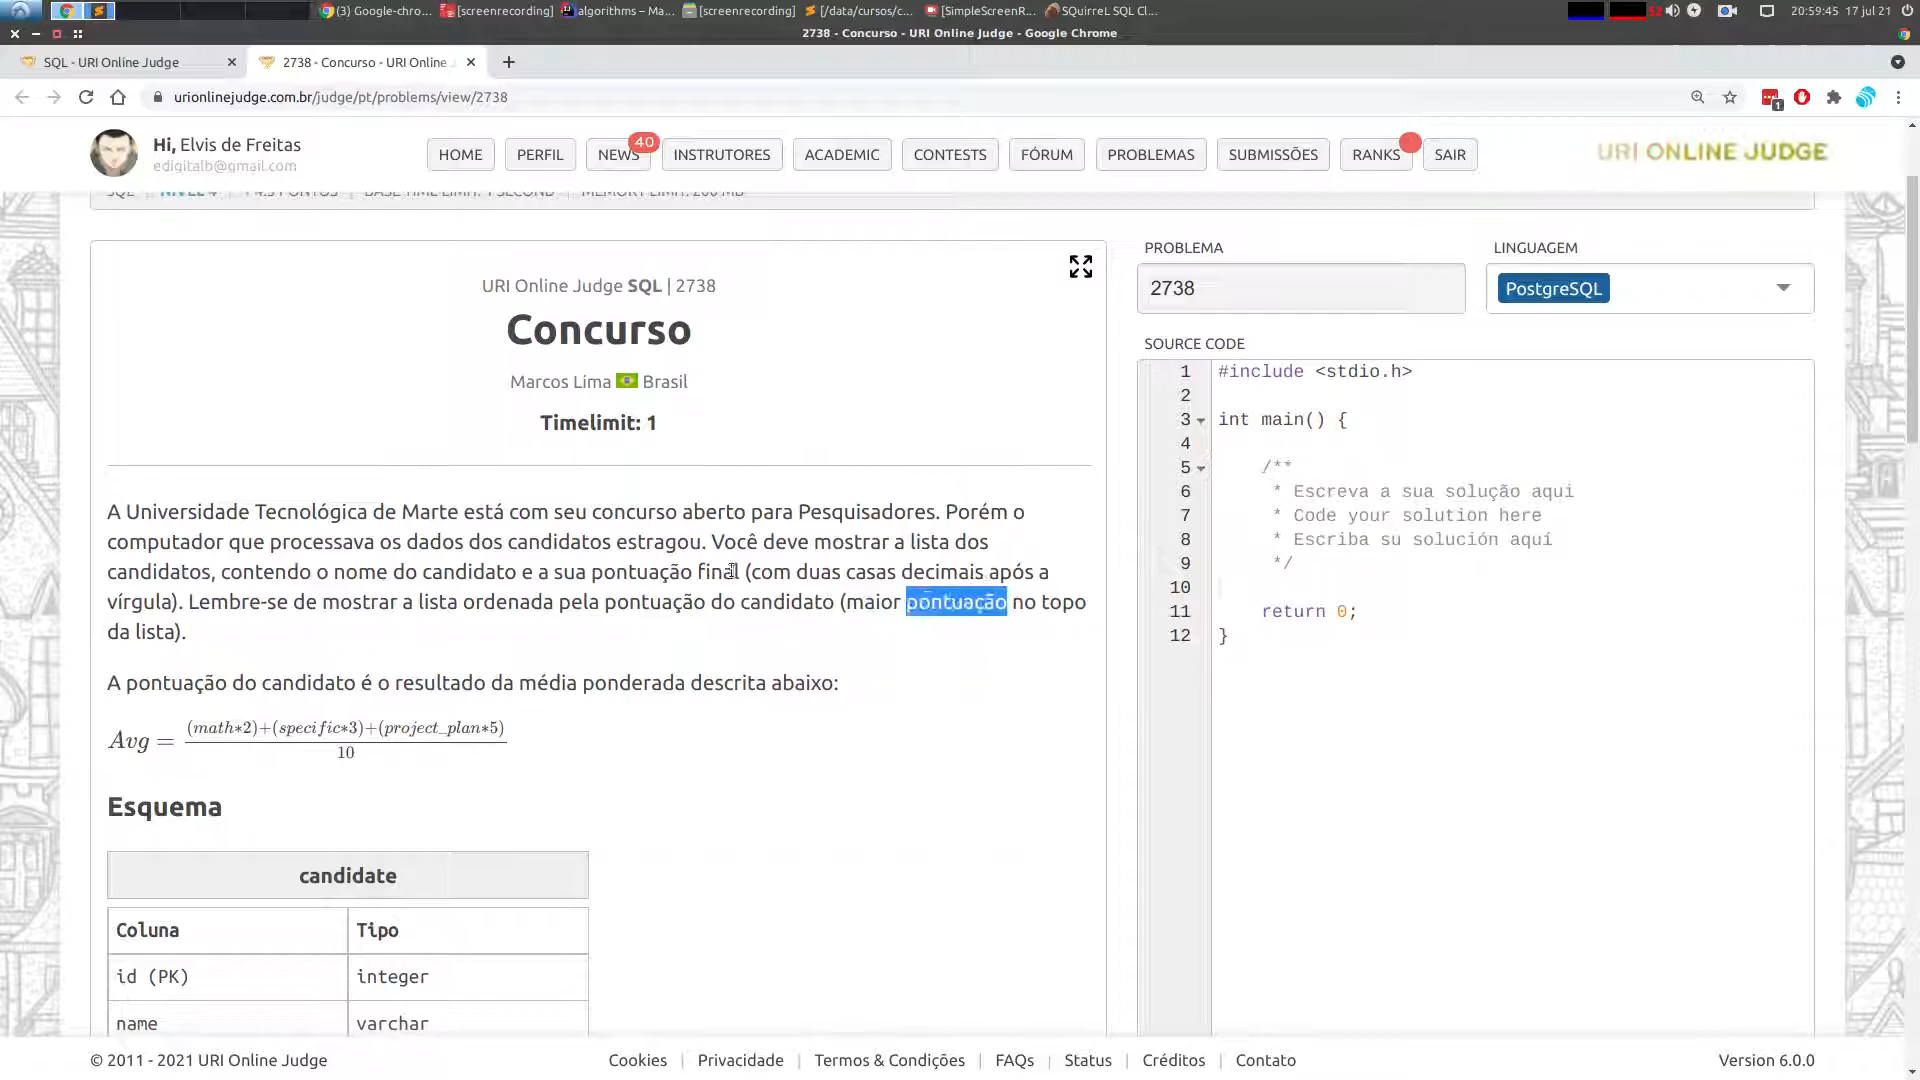 (3) Google-chro... [screenrecording] algorithms – Ma... [screenrecording] [/data/cursos/c... [SimpleScreenR... SQuirreL SQL Cl... 20:59:45 17 jul 21
2738 - Concurso - URI Online Judge - Google Chrome
SQL - URI Online Judge 2738 - Concurso - URI Online
urionlinejudge.com.br/judge/pt/problems/view/2738 1
Hi, Elvis de Freitas
edigitalb@gmail.com
HOME PERFIL NEWS 40 INSTRUTORES ACADEMIC CONTESTS FÓRUM PROBLEMAS SUBMISSÕES RANKS SAIR
URI ONLINE JUDGE
URI Online Judge SQL | 2738
Concurso
Marcos Lima Brasil
Timelimit: 1
A Universidade Tecnológica de Marte está com seu concurso aberto para Pesquisadores. Porém o
computador que processava os dados dos candidatos estragou. Você deve mostrar a lista dos
candidatos, contendo o nome do candidato e a sua pontuação final (com duas casas decimais após a
vírgula). Lembre-se de mostrar a lista ordenada pela pontuação do candidato (maior pontuação no topo
da lista).
A pontuação do candidato é o resultado da média ponderada descrita abaixo:
Avg = (math*2)+(specific*3)+(project_plan*5)
10
Esquema
candidate
Coluna Tipo
id (PK) integer
name varchar
PROBLEMA LINGUAGEM
2738 PostgreSQL
SOURCE CODE
1 #include <stdio.h>
2
3 int main() {
4
5 /**
6 * Escreva a sua solução aqui
7 * Code your solution here
8 * Escriba su solución aquí
9 */
10
11 return 0;
12 }
© 2011 - 2021 URI Online Judge Cookies | Privacidade | Termos & Condições | FAQs | Status | Créditos | Contato Version 6.0.0